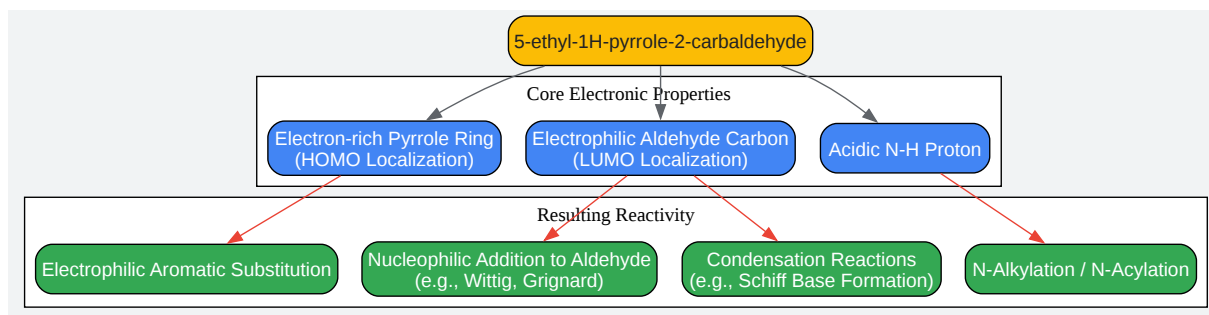 5-ethyl-1H-pyrrole-2-carbaldehyde
Core Electronic Properties
Electron-rich Pyrrole Ring
(HOMO Localization)
Electrophilic Aldehyde Carbon
(LUMO Localization)
Acidic N-H Proton
Resulting Reactivity
Electrophilic Aromatic Substitution
Nucleophilic Addition to Aldehyde
(e.g., Wittig, Grignard)
Condensation Reactions
(e.g., Schiff Base Formation)
N-Alkylation / N-Acylation